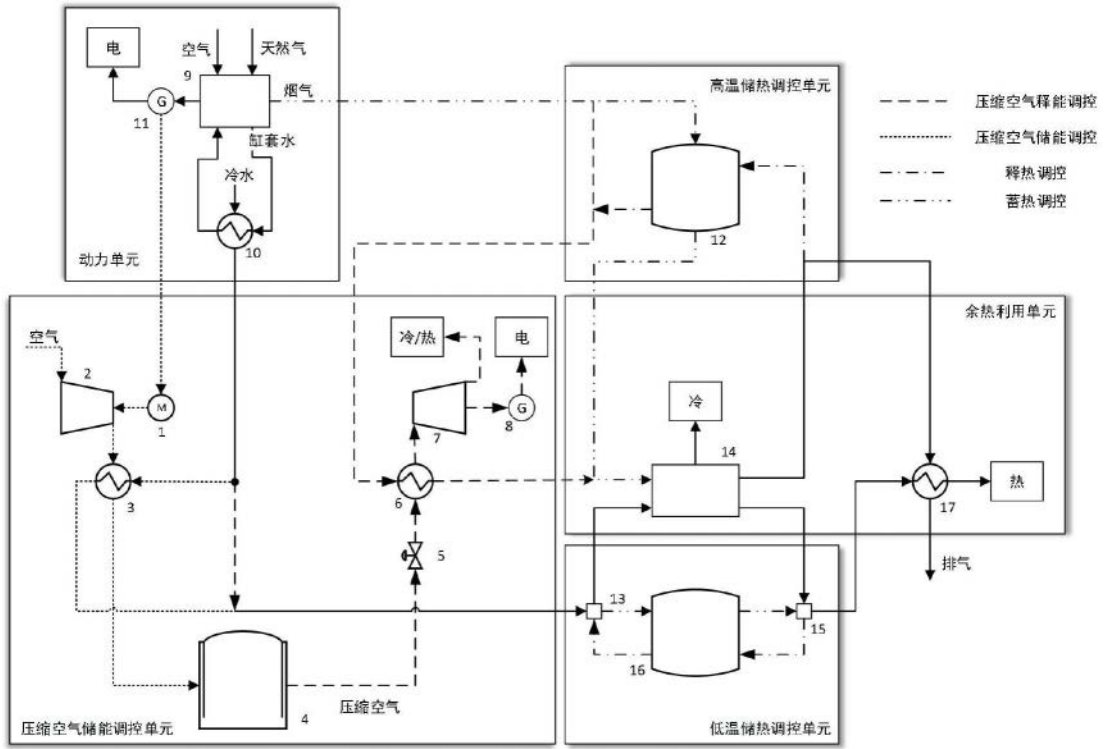 电
空气
天然气
9
烟气
G
11
缸套水
冷水
10
动力单元
高温储热调控单元
12
压缩空气释能调控
压缩空气储能调控
释热调控
蓄热调控
空气
2
M
1
3
冷/热
电
7
G
8
6
5
4
压缩空气
压缩空气储能调控单元
余热利用单元
冷
14
热
17
排气
13
15
16
低温储热调控单元